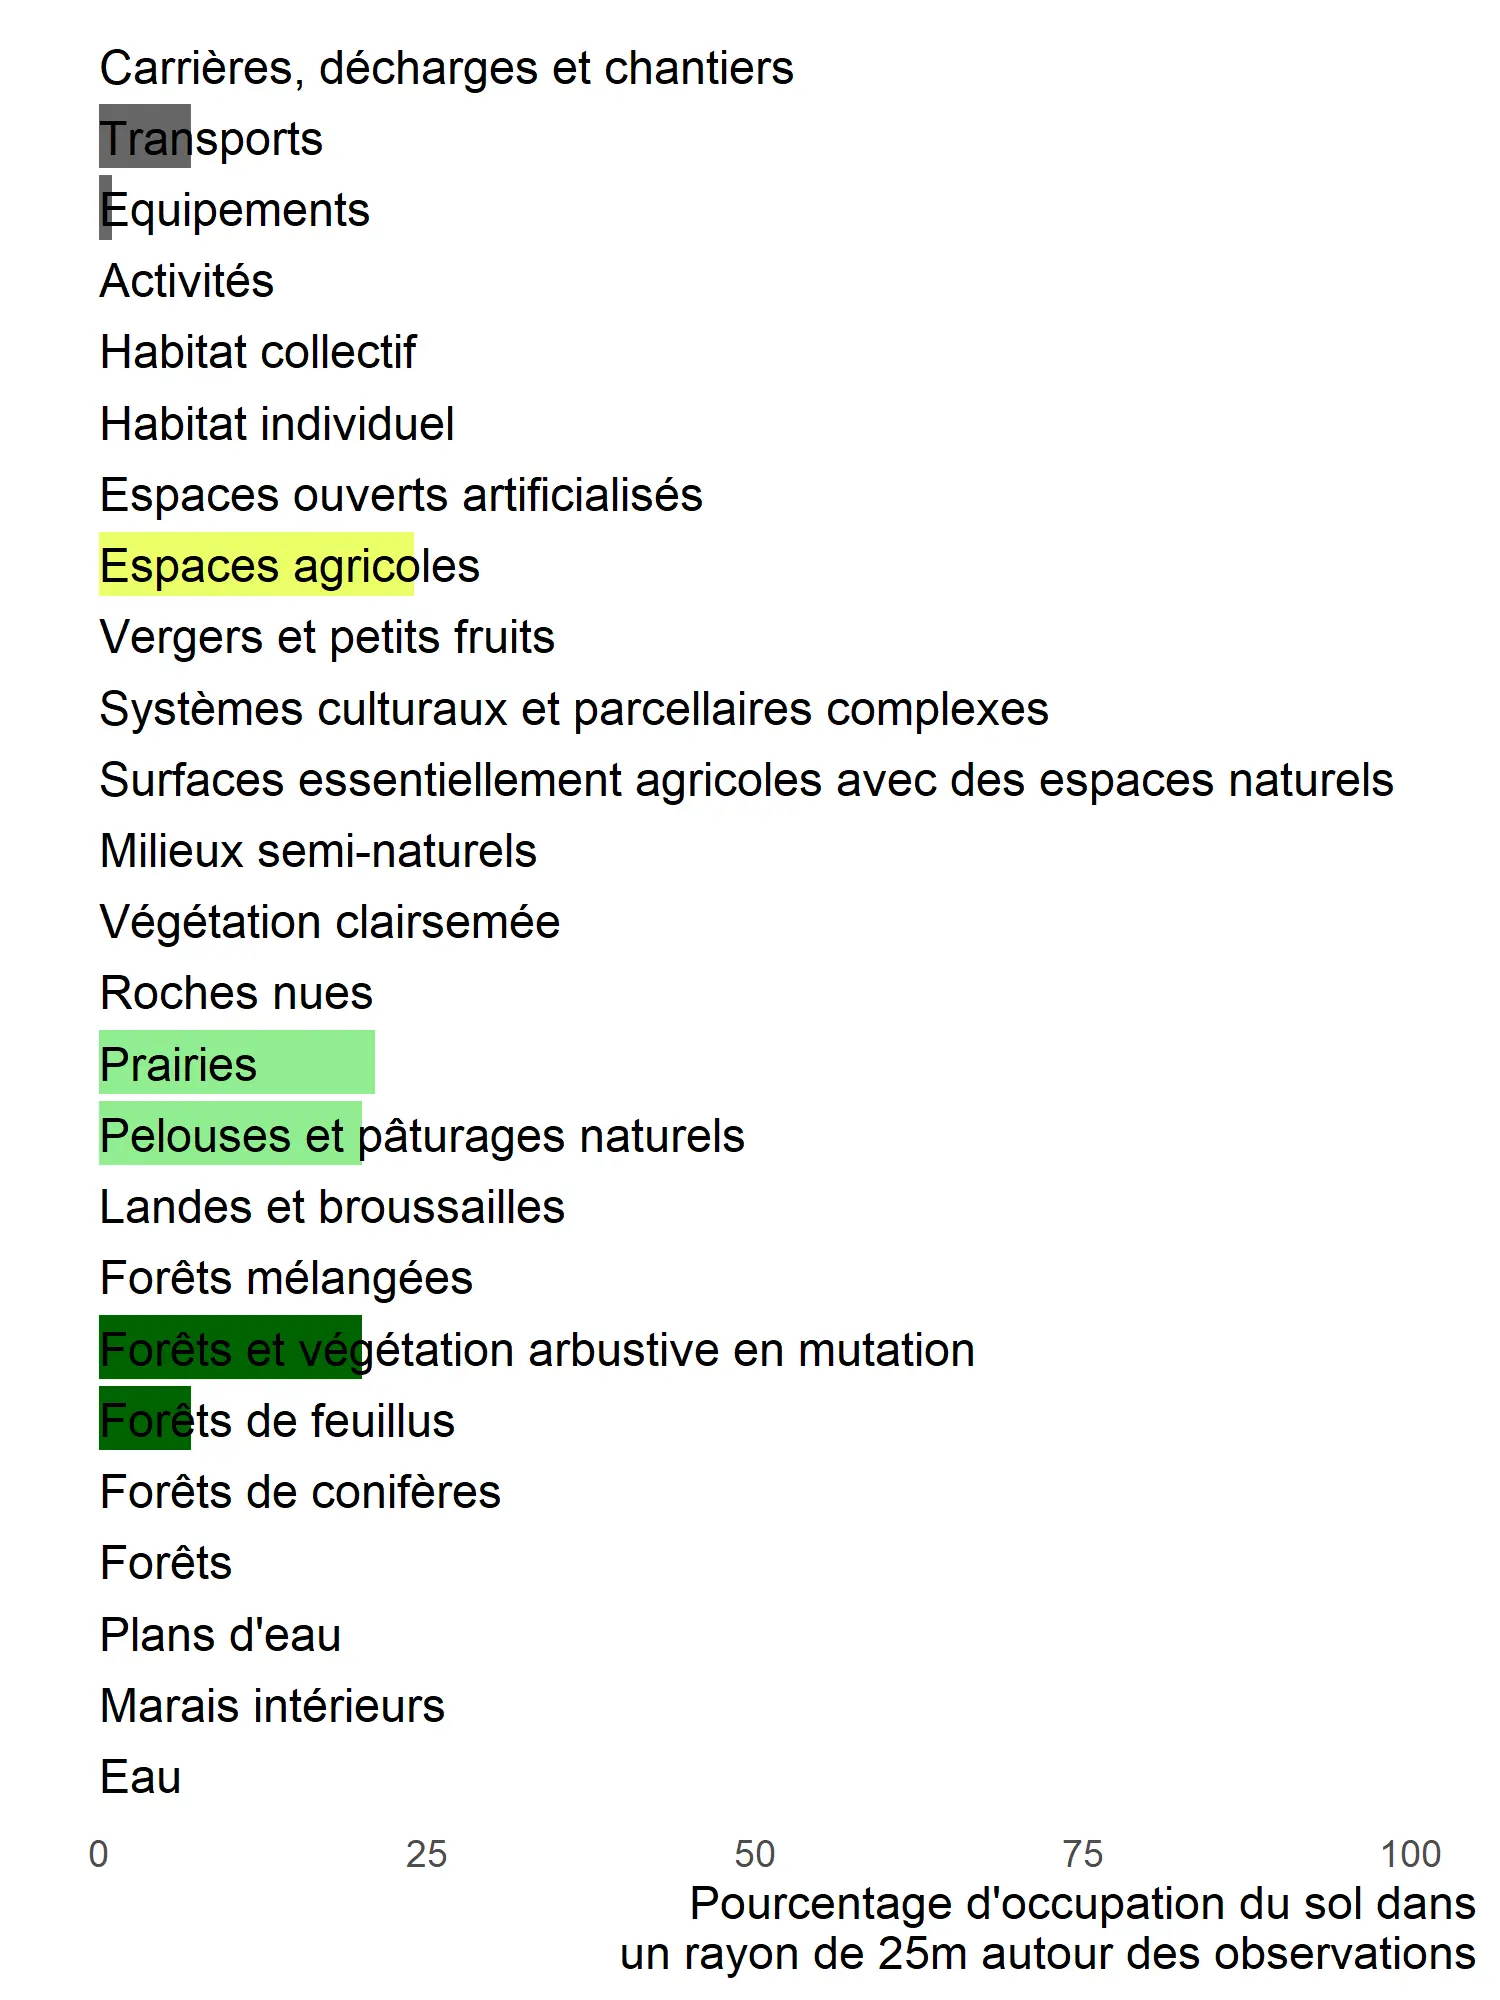 Carrières, décharges et chantiers
Transports
Equipements
Activités
Habitat collectif
Habitat individuel
Espaces ouverts artificialisés
Espaces agricoles
Vergers et petits fruits
Systèmes culturaux et parcellaires complexes
Surfaces essentiellement agricoles avec des espaces naturels
Milieux semi-naturels
Végétation clairsemée
Roches nues
Prairies
Pelouses et pâturages naturels
Landes et broussailles
Forêts mélangées
Forêts et végétation arbustive en mutation
Forêts de feuillus
Forêts de conifères
Forêts
Plans d'eau
Marais intérieurs
Eau
0 25 50 75 100
Pourcentage d'occupation du sol dans
un rayon de 25m autour des observations